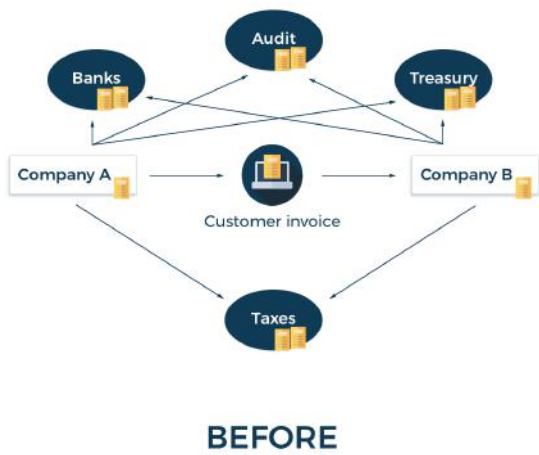 Audit
Banks
Treasury
Company A
Company B
Customer invoice
Taxes
BEFORE